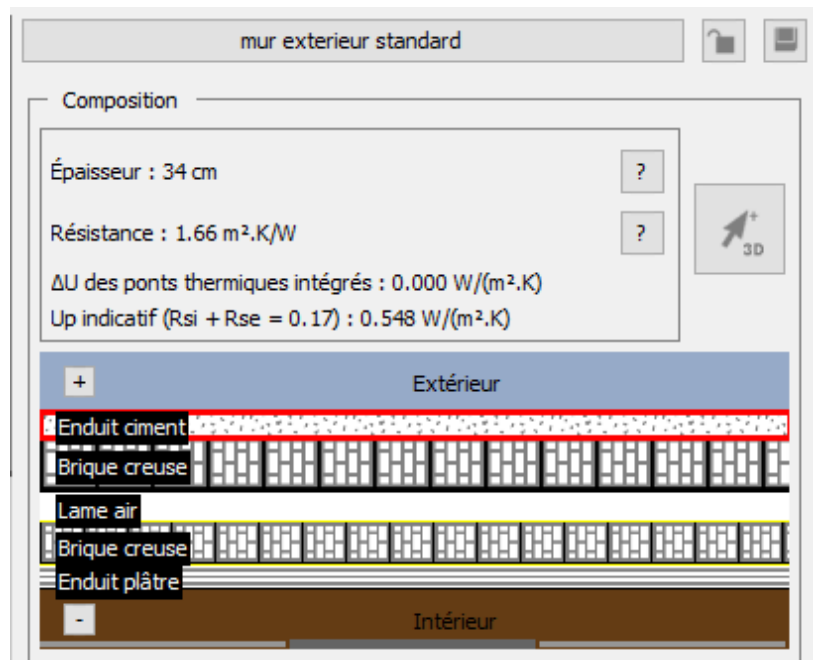 mur exterieur standard
Composition
Épaisseur : 34 cm
?
Résistance : 1.66 m².K/W
?
+
3D
ΔU des ponts thermiques intégrés : 0.000 W/(m².K)
Up indicatif (Rsi + Rse = 0.17) : 0.548 W/(m².K)
+
Extérieur
Enduit ciment
Brique creuse
Lame air
Brique creuse
Enduit plâtre
-
Intérieur